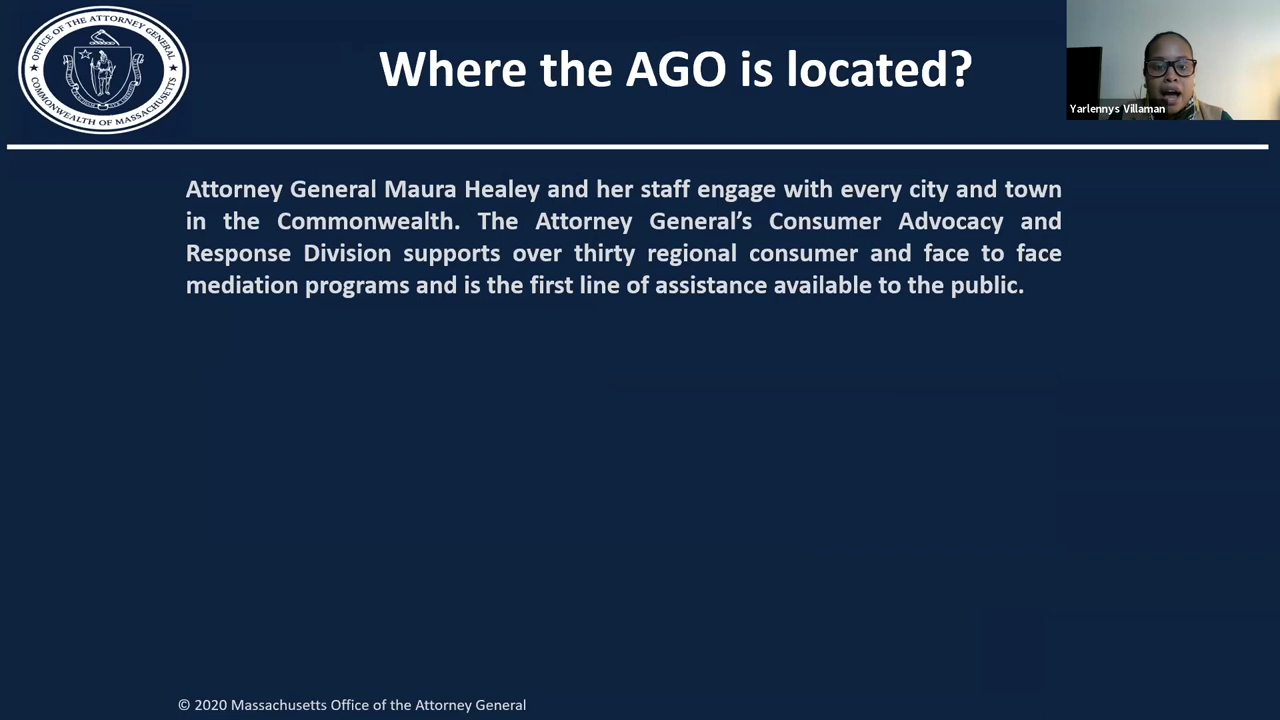 OFFICE OF THE ATTORNEY GENERAL
COMMONWEALTH OF MASSACHUSETTS
Where the AGO is located?
Yarlennys Villaman
Attorney General Maura Healey and her staff engage with every city and town
in the Commonwealth. The Attorney General’s Consumer Advocacy and
Response Division supports over thirty regional consumer and face to face
mediation programs and is the first line of assistance available to the public.
© 2020 Massachusetts Office of the Attorney General